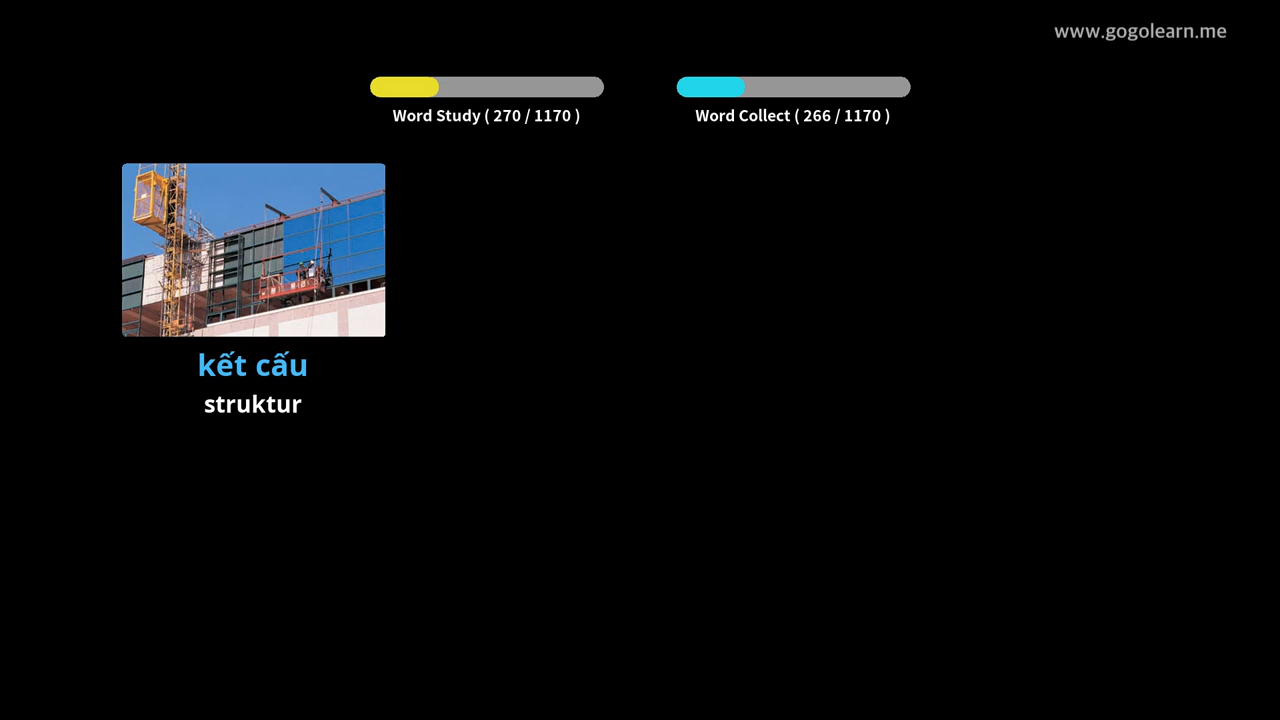 www.gogolearn.me
Word Study ( 270 / 1170 )
Word Collect ( 266 / 1170 )
kết cấu
struktur